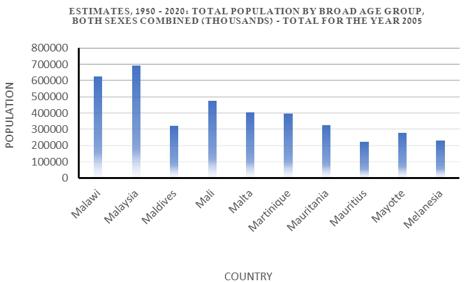 ESTIMATES, 1950 - 2020: TOTAL POPULATION BY BROAD AGE GROUP,
BOTH SEXES COMBINED (THOUSANDS) - TOTAL FOR THE YEAR 2005
POPULATION
800000
700000
600000
500000
400000
300000
200000
100000
0
Malawi
Malaysia
Maldives
Mali
Malta
Martinique
Mauritania
Mauritius
Mayotte
Melanesia
COUNTRY